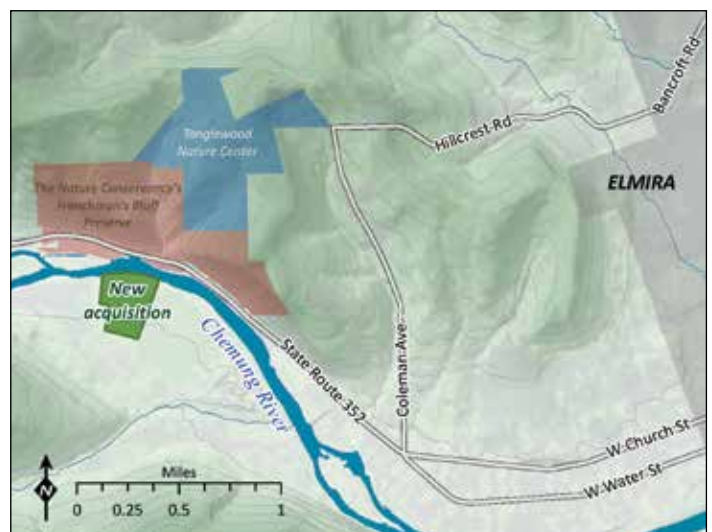 Bancroft Rd
Hillcrest Rd
Tanglewood
Nature Center
ELMIRA
The Nature Conservancy's
Frenchman's Bluff
Preserve
New
acquisition
Chemung River
State Route 352
Coleman Ave
W Church St
W Water St
N
Miles
0 0.25 0.5 1